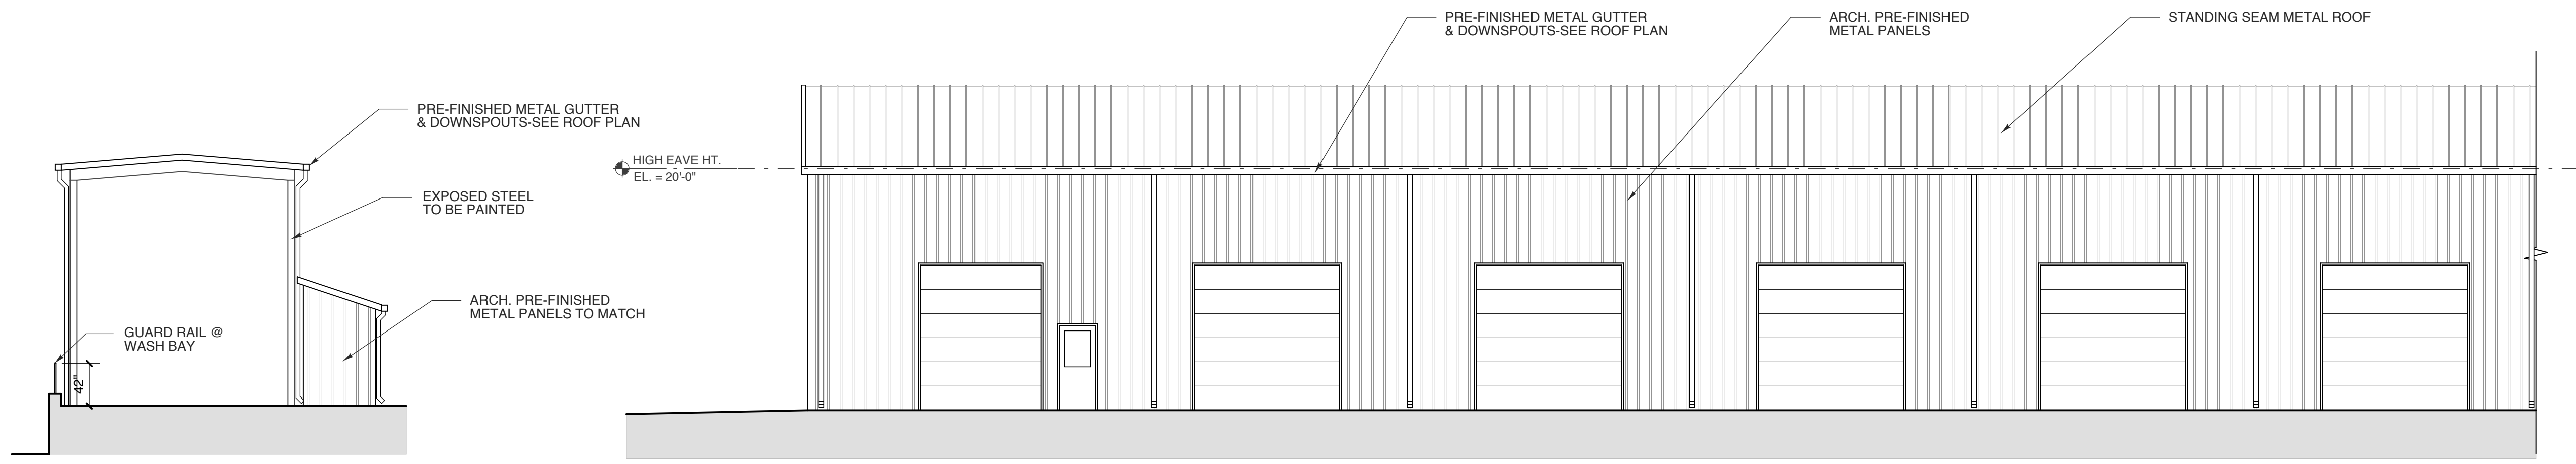 PRE-FINISHED METAL GUTTER
& DOWNSPOUTS-SEE ROOF PLAN
ARCH. PRE-FINISHED
METAL PANELS
STANDING SEAM METAL ROOF
PRE-FINISHED METAL GUTTER
& DOWNSPOUTS-SEE ROOF PLAN
HIGH EAVE HT.
EL. = 20'-0"
EXPOSED STEEL
TO BE PAINTED
ARCH. PRE-FINISHED
METAL PANELS TO MATCH
GUARD RAIL @
WASH BAY
42"